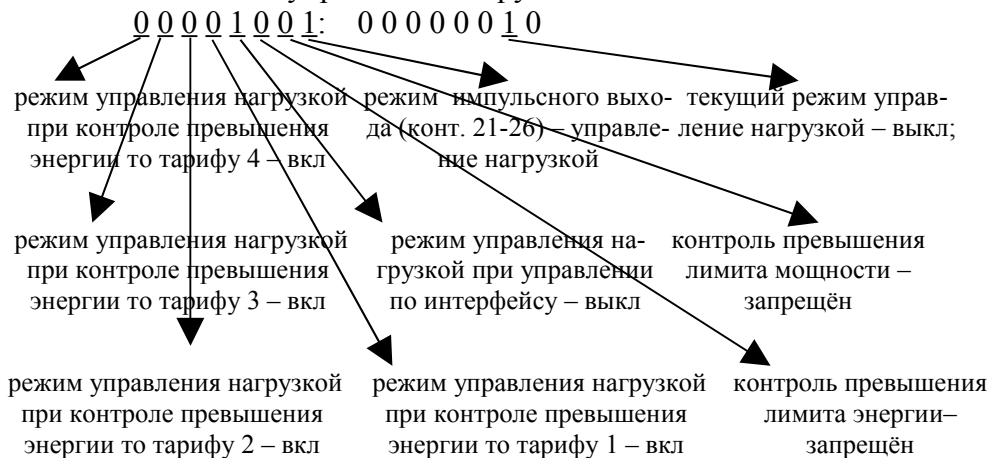 0 0 0 0 1 0 0 1: 0 0 0 0 0 0 1 0
режим управления нагрузкой
при контроле превышения
энергии то тарифу 4 – вкл
режим импульсного выхо-
да (конт. 21-26) – управле-
ние нагрузкой
текущий режим управ-
ление нагрузкой – выкл;
режим управления нагрузкой
при контроле превышения
энергии то тарифу 3 – вкл
режим управления на-
грузкой при управлении
по интерфейсу – выкл
контроль превышения
лимита мощности –
запрещён
режим управления нагрузкой
при контроле превышения
энергии то тарифу 2 – вкл
режим управления нагрузкой
при контроле превышения
энергии то тарифу 1 – вкл
контроль превышения
лимита энергии–
запрещён